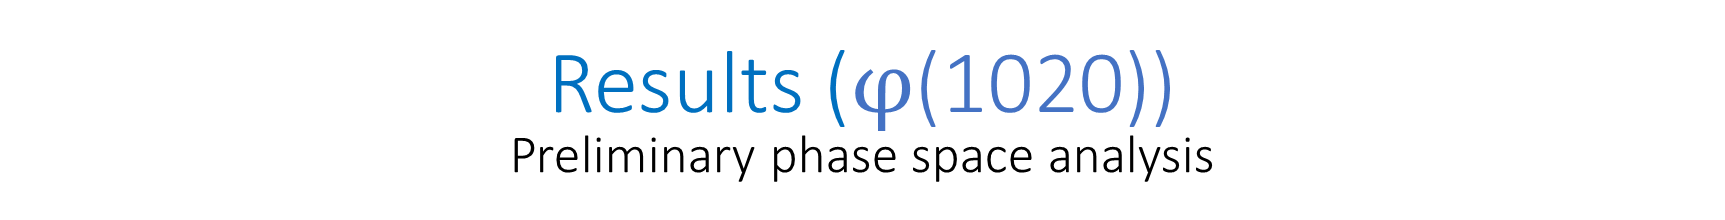 Results (φ(1020))
Preliminary phase space analysis